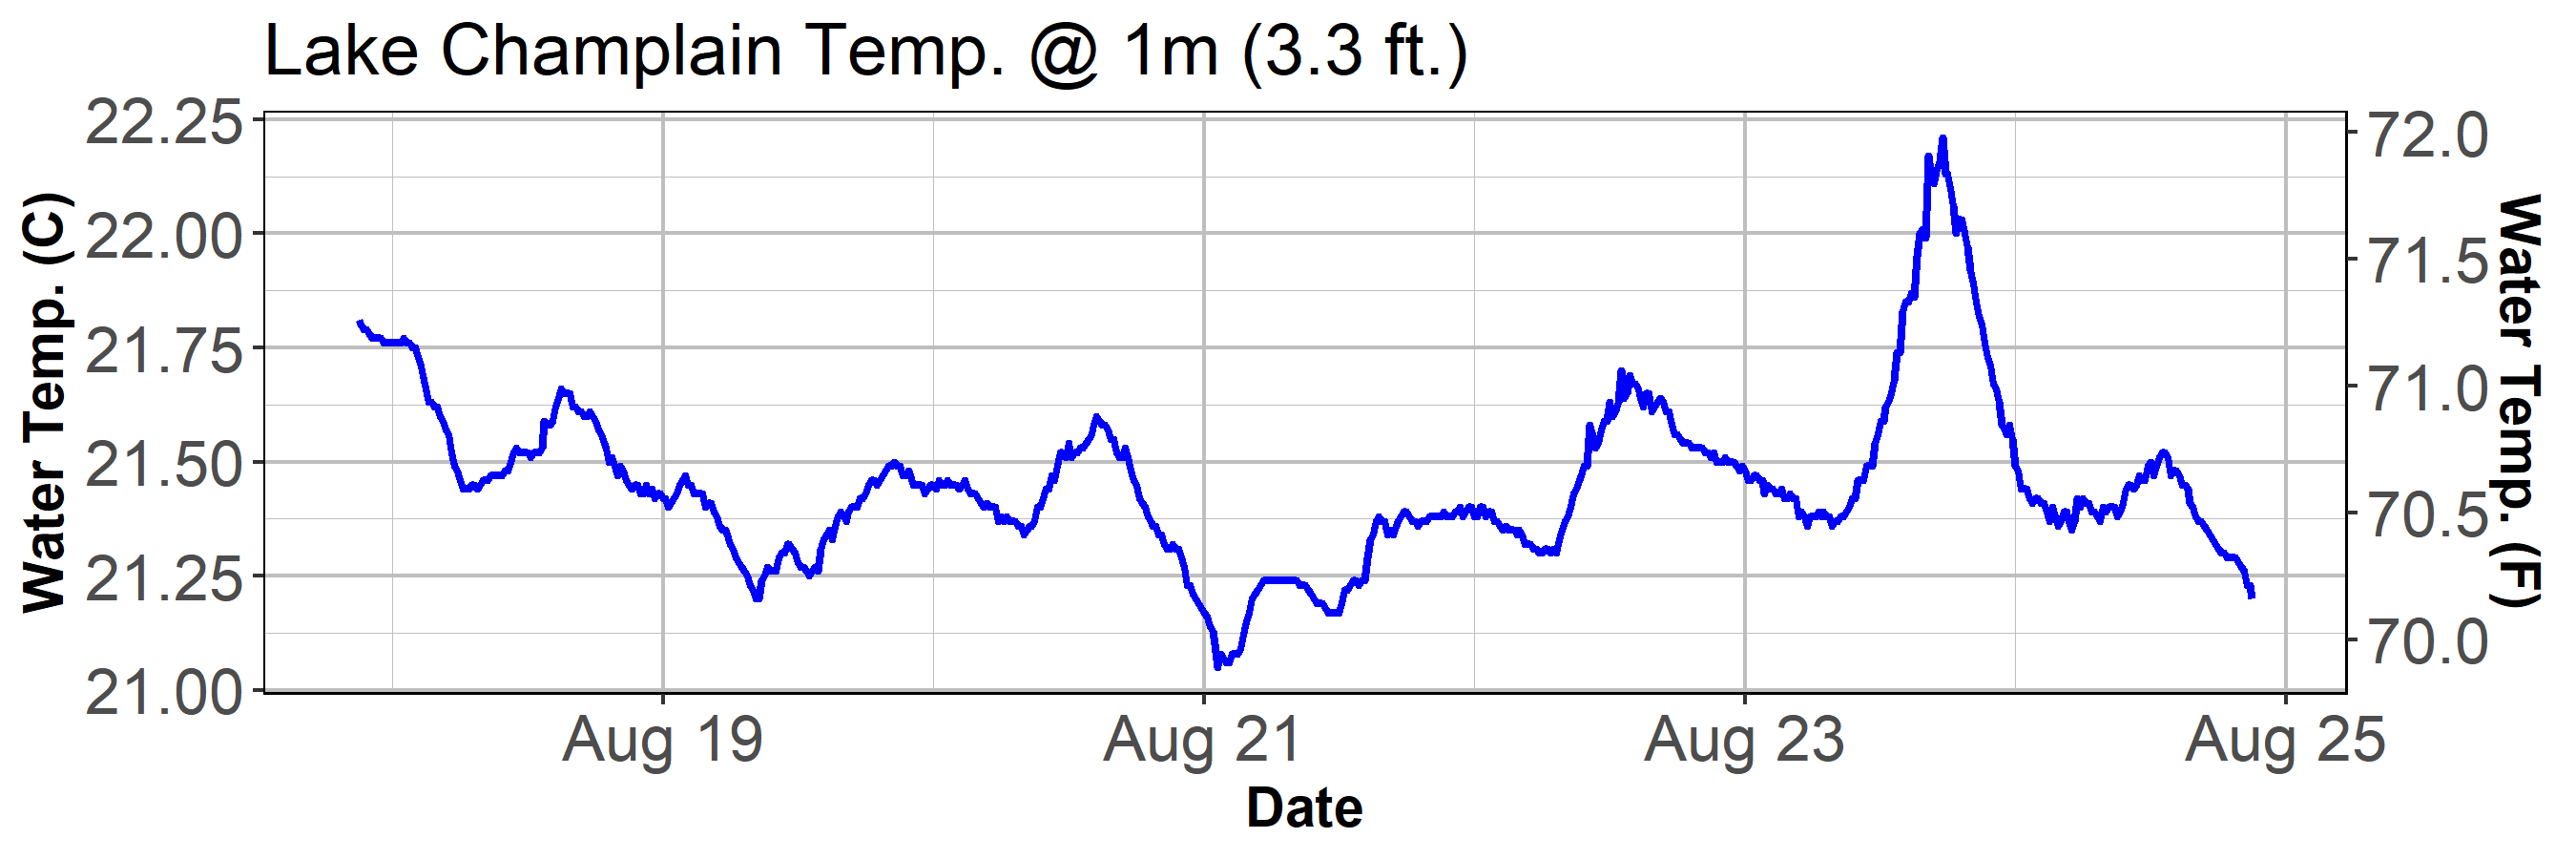 Lake Champlain Temp. @ 1m (3.3 ft.)
22.25
22.00
21.75
21.50
21.25
21.00
Water Temp. (C)
72.0
71.5
71.0
70.5
70.0
Water Temp. (F)
Aug 19
Aug 21
Aug 23
Aug 25
Date